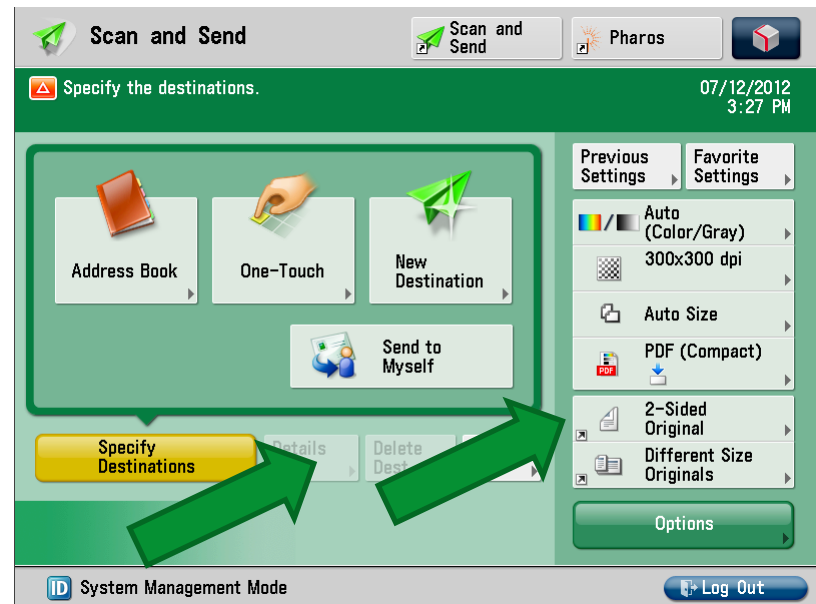 Scan and Send
Scan and
Send
Pharos
Specify the destinations.
07/12/2012
3:27 PM
Previous
Settings
Favorite
Settings
Address Book
One-Touch
New
Destination
Send to
Myself
Auto
(Color/Gray)
300x300 dpi
Auto Size
PDF (Compact)
PDF
2-Sided
Original
Different Size
Originals
Specify
Destinations
Details
Delete
Options
ID System Management Mode
Log Out